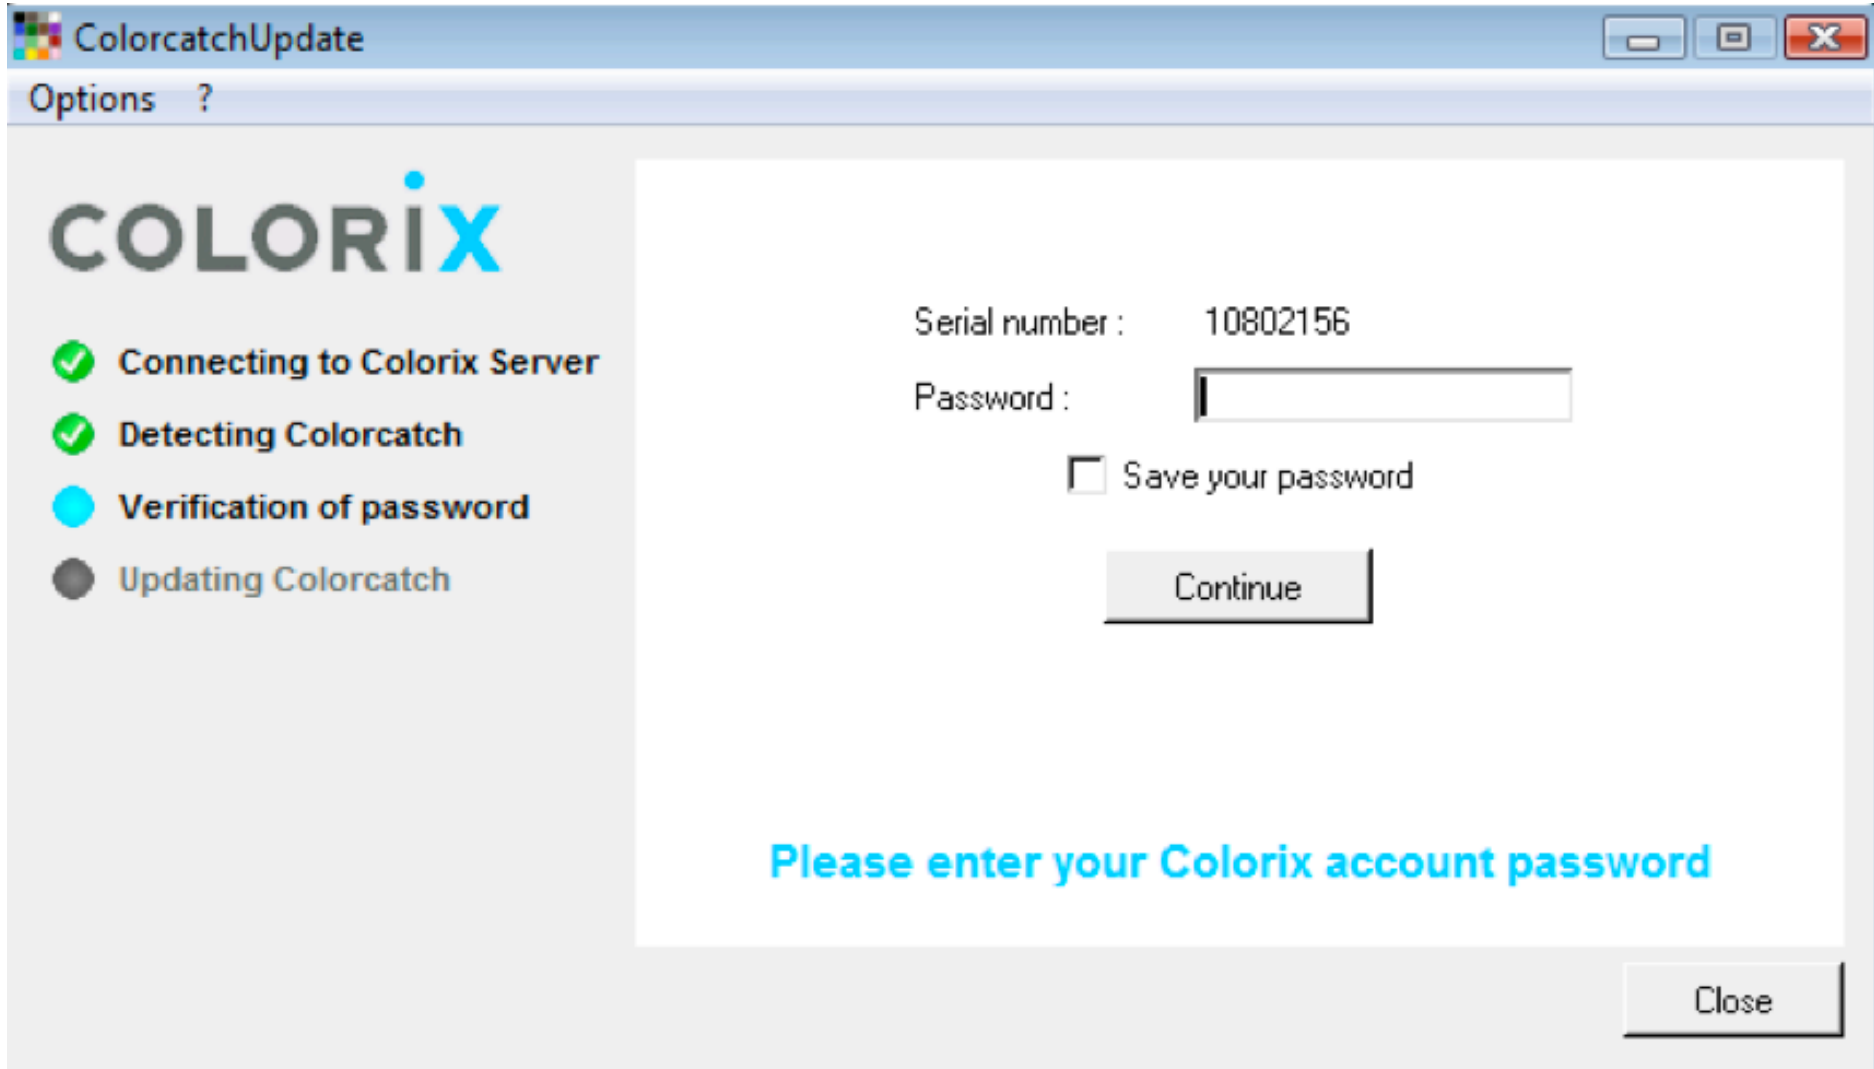 ColorcatchUpdate
Options ?
COLORiX
Connecting to Colorix Server
Detecting Colorcatch
Verification of password
Updating Colorcatch
Serial number : 10802156
Password :
Save your password
Continue
Please enter your Colorix account password
Close